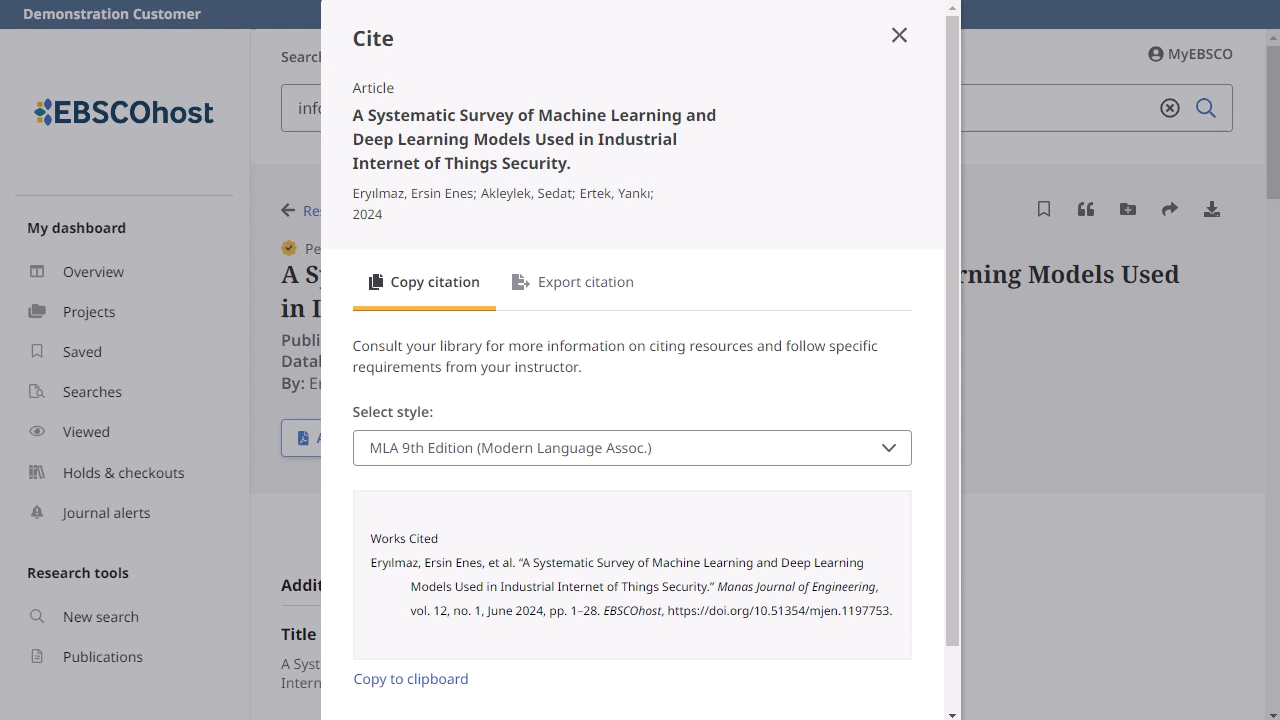 Demonstration Customer
EBSCOhost
My dashboard
Overview
Projects
Saved
Searches
Viewed
Holds & checkouts
Journal alerts
Research tools
New search
Publications
MyEBSCO
rning Models Used
in
By:
Title
A Syst
Intern
Cite
Article
A Systematic Survey of Machine Learning and
Deep Learning Models Used in Industrial
Internet of Things Security.
Eryılmaz, Ersin Enes; Akleylek, Sedat; Ertek, Yankı;
2024
Copy citation
Export citation
Consult your library for more information on citing resources and follow specific
requirements from your instructor.
Select style:
MLA 9th Edition (Modern Language Assoc.)
Works Cited
Eryılmaz, Ersin Enes, et al. “A Systematic Survey of Machine Learning and Deep Learning
Models Used in Industrial Internet of Things Security.” Manas Journal of Engineering,
vol. 12, no. 1, June 2024, pp. 1–28. EBSCOhost, https://doi.org/10.51354/mjen.1197753.
Copy to clipboard